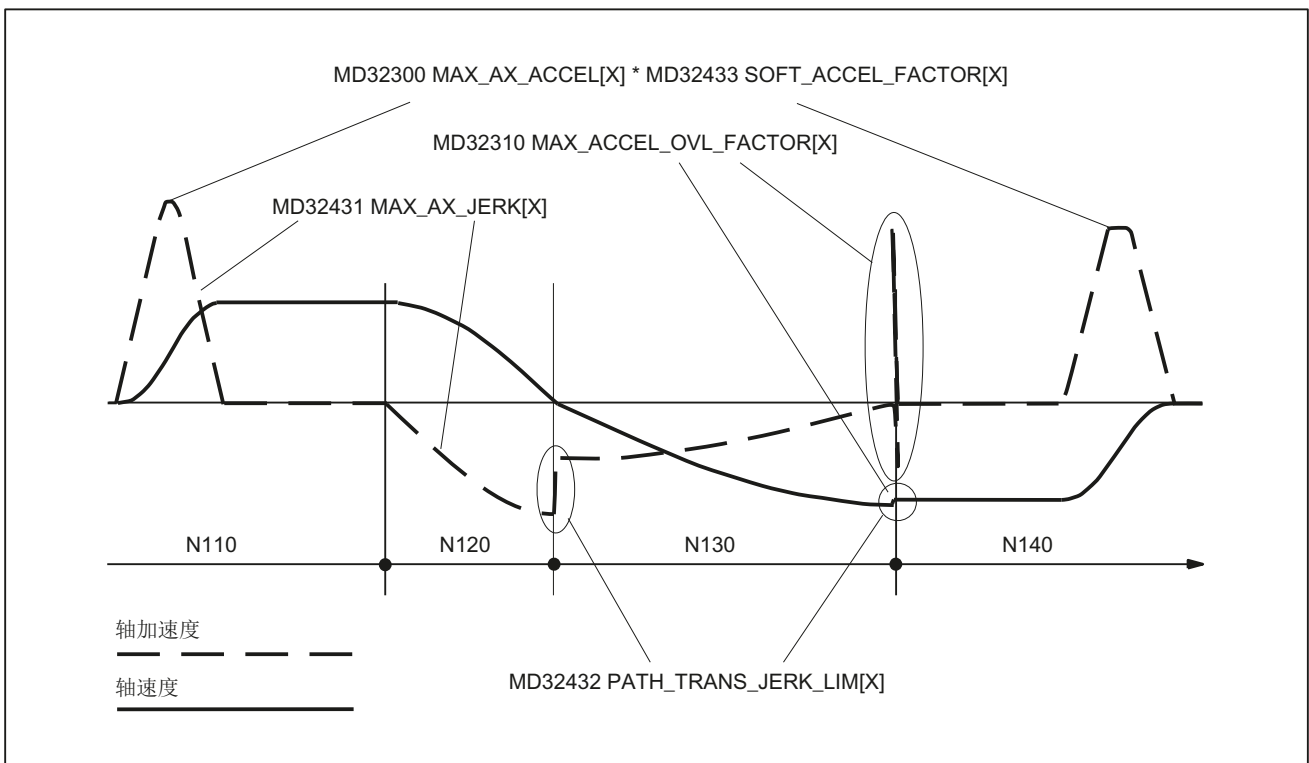 MD32300 MAX_AX_ACCEL[X] * MD32433 SOFT_ACCEL_FACTOR[X]
MD32310 MAX_ACCEL_OVL_FACTOR[X]
MD32431 MAX_AX_JERK[X]
N110
N120
N130
N140
轴加速度
轴速度
MD32432 PATH_TRANS_JERK_LIM[X]